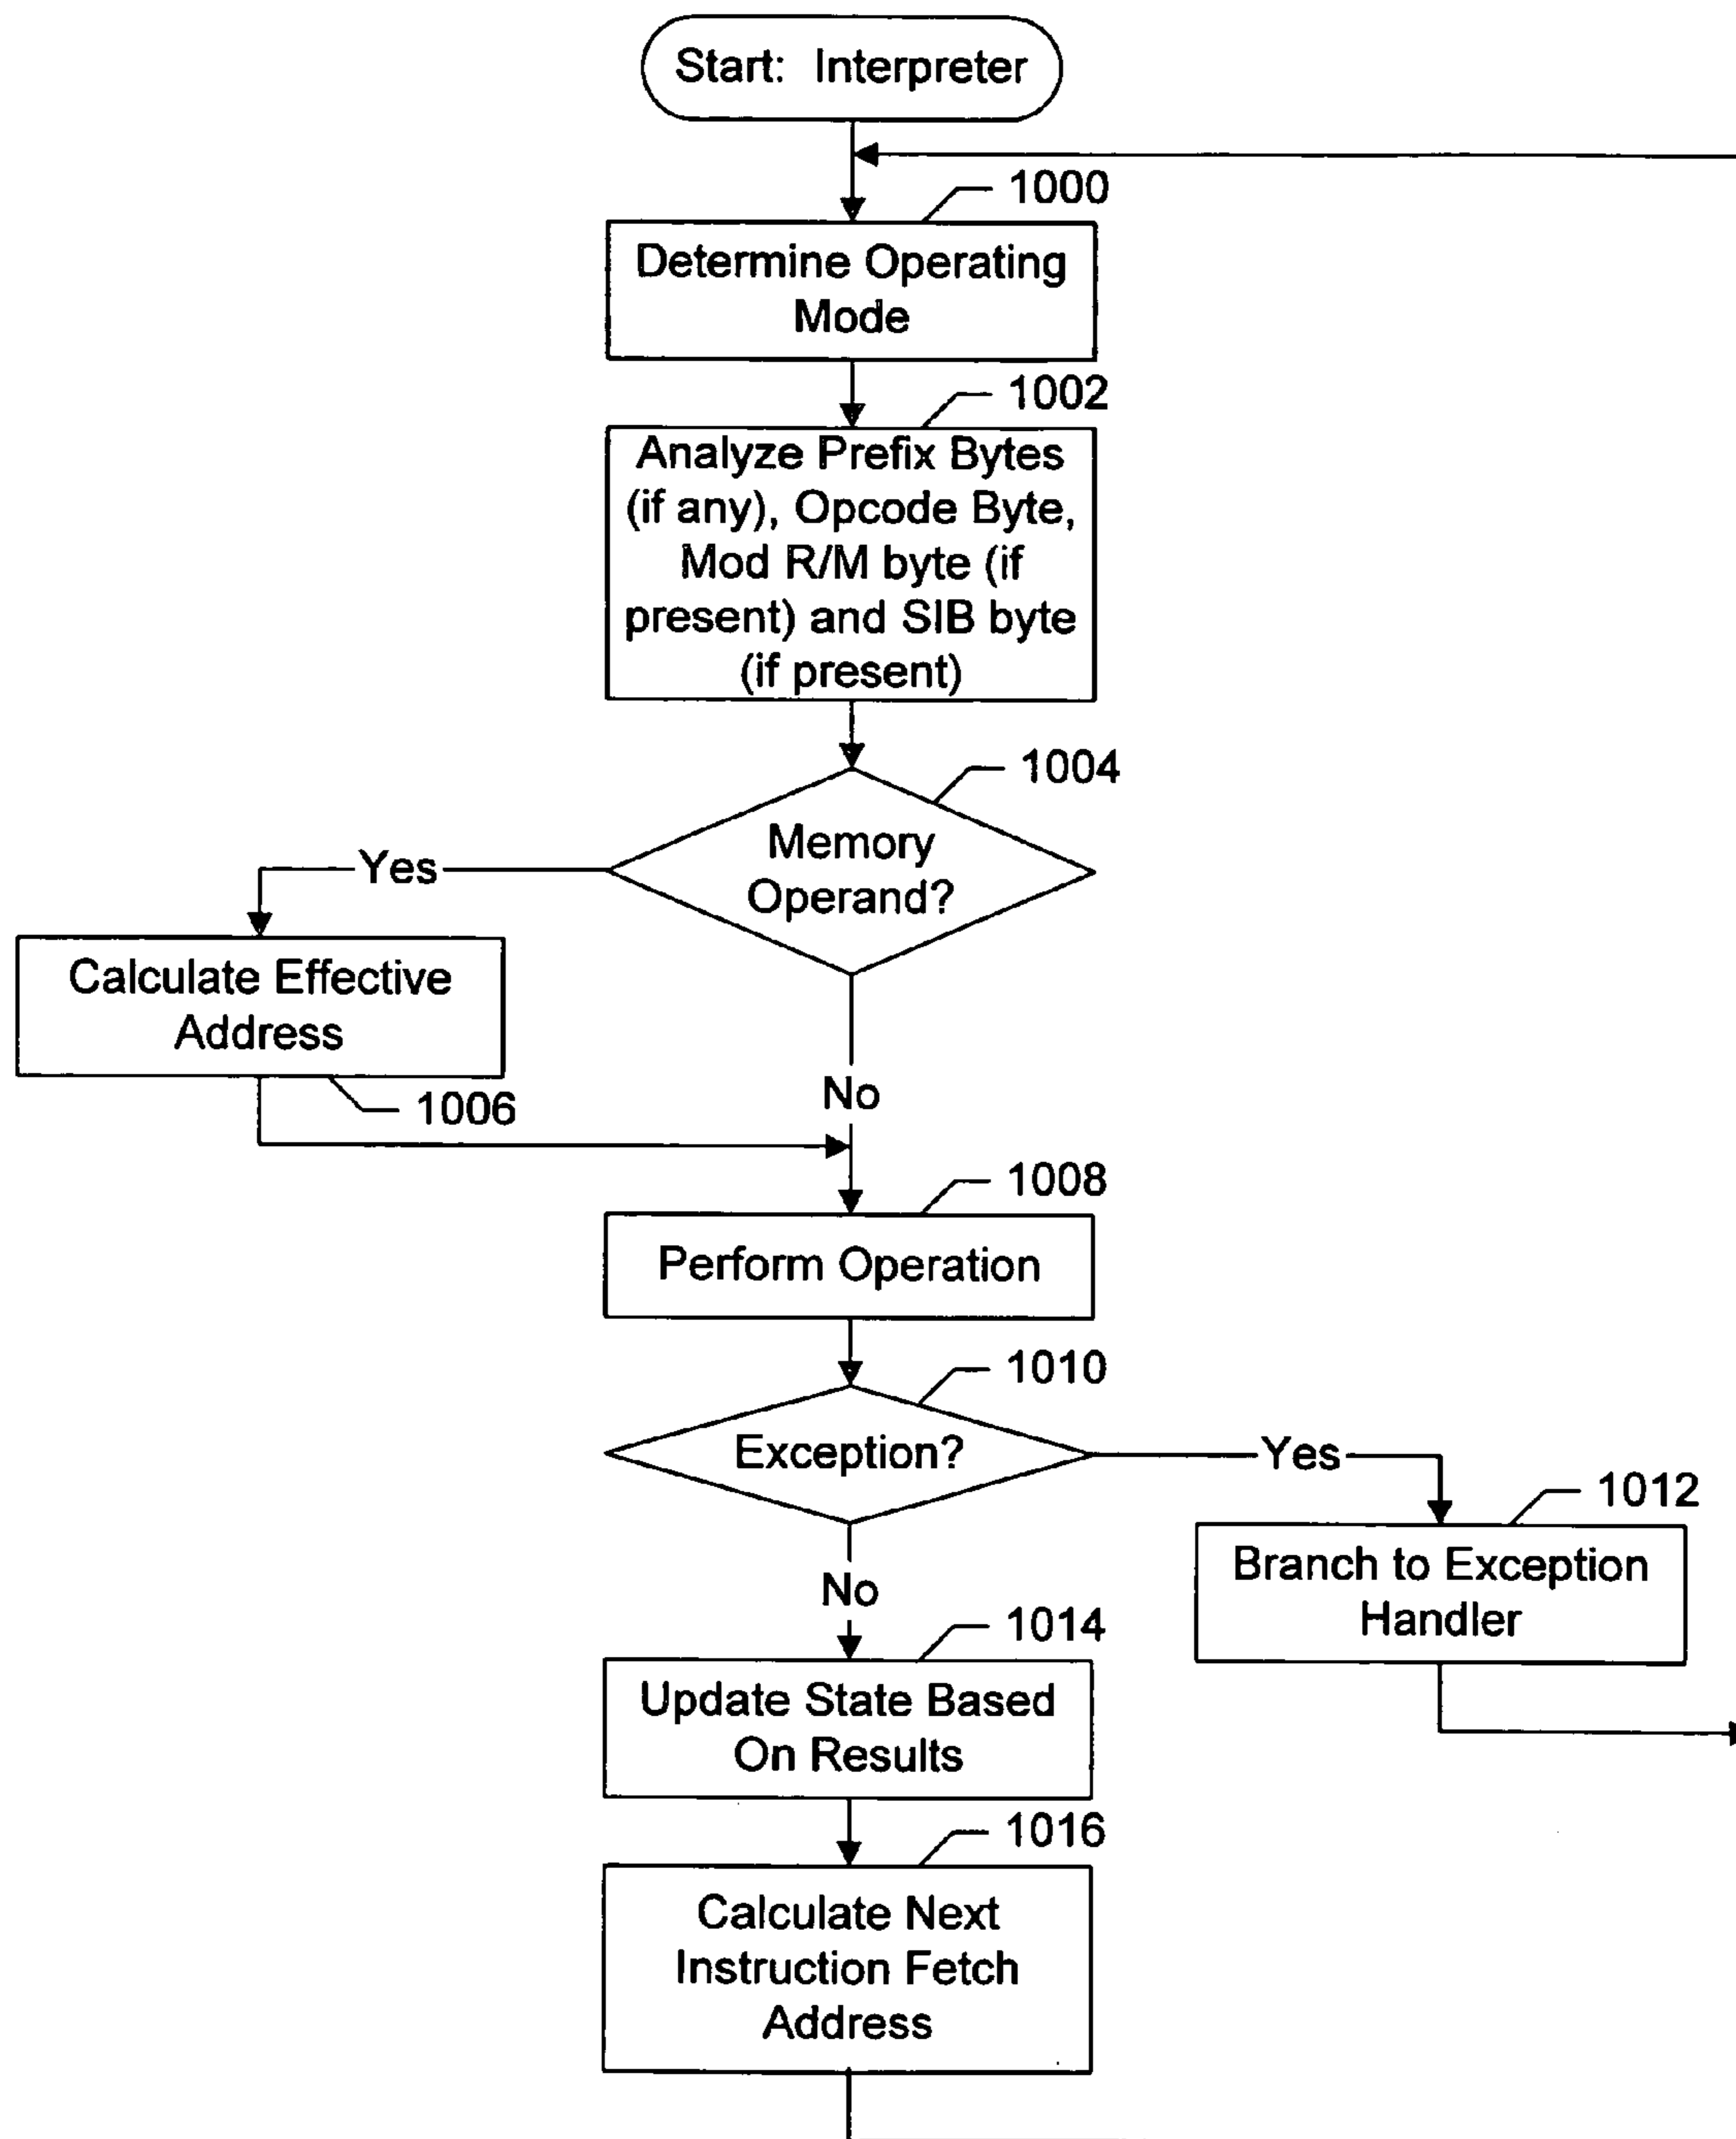 Start: Interpreter
1000
Determine Operating
Mode
1002
Analyze Prefix Bytes
(if any), Opcode Byte,
Mod R/M byte (if
present) and SIB byte
(if present)
1004
Memory
Operand?
Yes
Calculate Effective
Address
1006
No
1008
Perform Operation
1010
Exception?
Yes
1012
Branch to Exception
Handler
No
1014
Update State Based
On Results
1016
Calculate Next
Instruction Fetch
Address